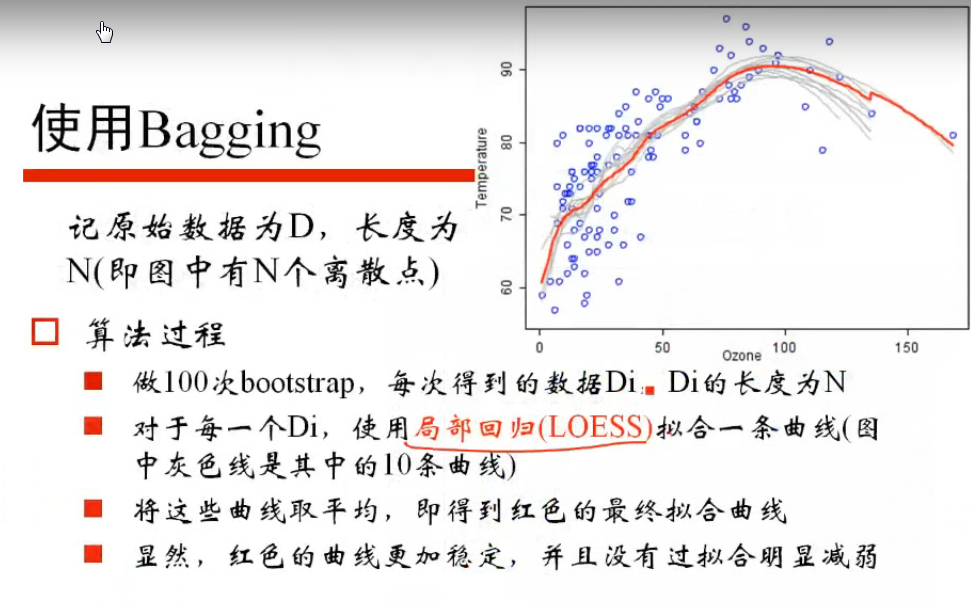 使用Bagging
记原始数据为D，长度为
N(即图中有N个离散点)
算法过程
做100次bootstrap，每次得到的数据Di，Di的长度为N
对于每一个Di，使用局部回归(LOESS)拟合一条曲线(图
中灰色线是其中的10条曲线)
将这些曲线取平均，即得到红色的最终拟合曲线
显然，红色的曲线更加稳定，并且没有过拟合明显减弱
Temperature
90
80
70
60
0 50 100 150
Ozone